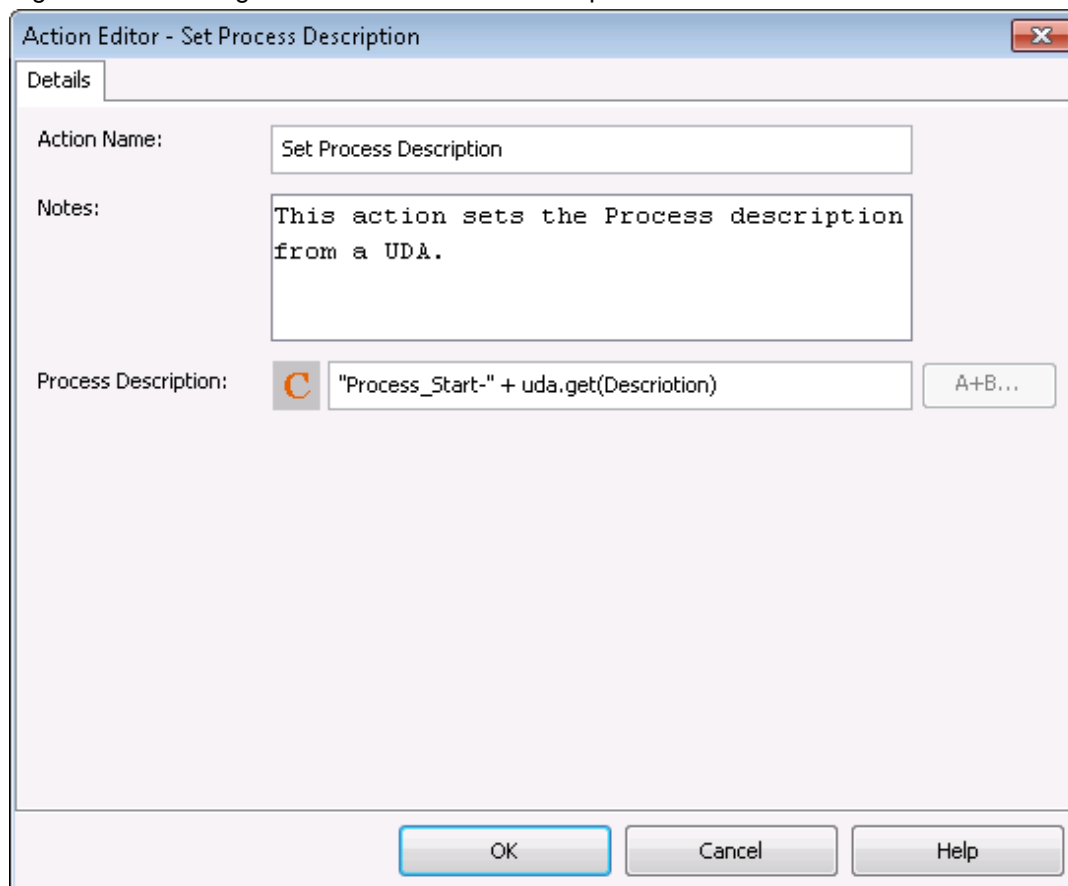 Action Editor - Set Process Description
Details
Action Name:
Set Process Description
Notes:
This action sets the Process description
from a UDA.
Process Description:
C
"Process_Start-" + uda.get(Descriotion)
A+B...
OK
Cancel
Help